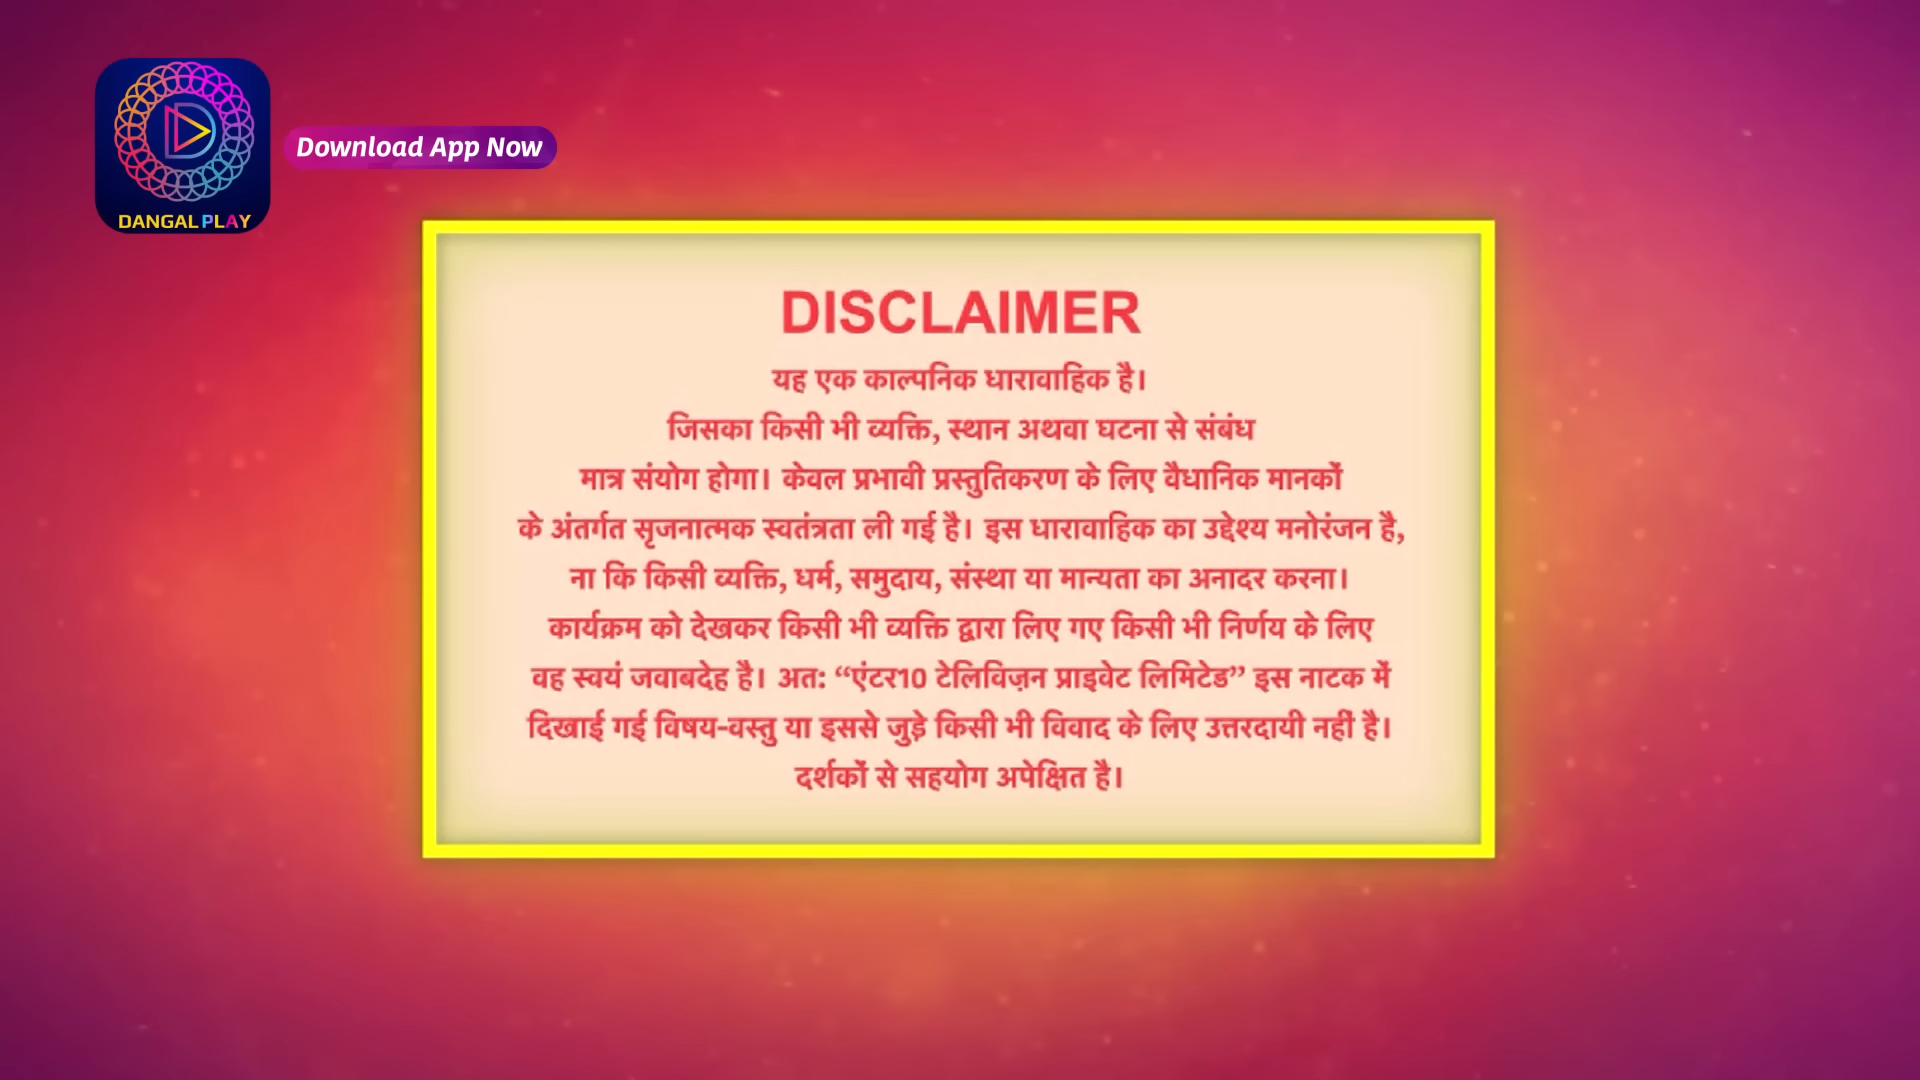 DANGAL PLAY
Download App Now
DISCLAIMER
यह एक काल्पनिक धारावाहिक है।
जिसका किसी भी व्यक्ति, स्थान अथवा घटना से संबंध
मात्र संयोग होगा। केवल प्रभावी प्रस्तुतिकरण के लिए वैधानिक मानकों
के अंतर्गत सृजनात्मक स्वतंत्रता ली गई है। इस धारावाहिक का उद्देश्य मनोरंजन है,
ना कि किसी व्यक्ति, धर्म, समुदाय, संस्था या मान्यता का अनादर करना।
कार्यक्रम को देखकर किसी भी व्यक्ति द्वारा लिए गए किसी भी निर्णय के लिए
वह स्वयं जवाबदेह है। अत: “एंटर10 टेलिविज़न प्राइवेट लिमिटेड” इस नाटक में
दिखाई गई विषय-वस्तु या इससे जुड़े किसी भी विवाद के लिए उत्तरदायी नहीं है।
दर्शकों से सहयोग अपेक्षित है।